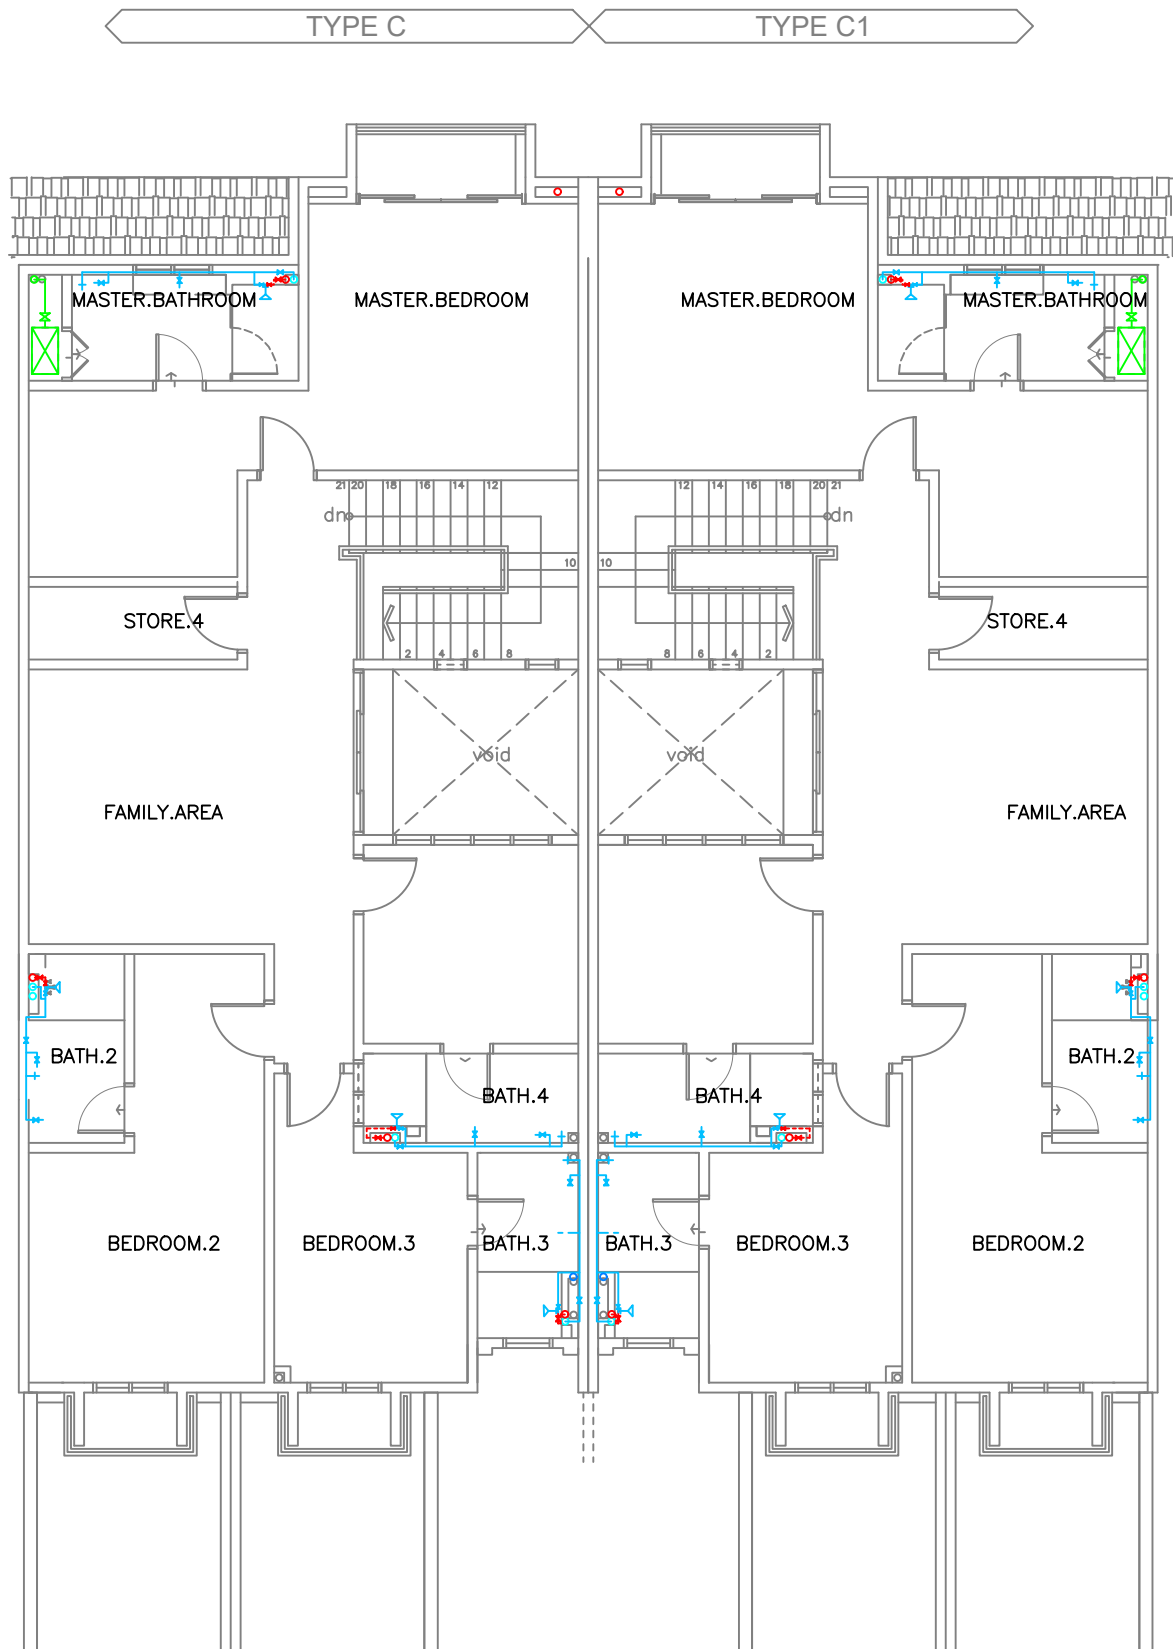 TYPE C TYPE C1
MASTER.BATHROOM MASTER.BEDROOM MASTER.BEDROOM MASTER.BATHROOM
21 20 18 16 14 12 12 14 16 18 20 21
dn dn
10 10
STORE.4 STORE.4
2 4 6 8 8 6 4 2
void void
FAMILY.AREA FAMILY.AREA
BATH.2 BATH.2
BATH.4 BATH.4
BEDROOM.2 BEDROOM.3 BATH.3 BATH.3 BEDROOM.3 BEDROOM.2